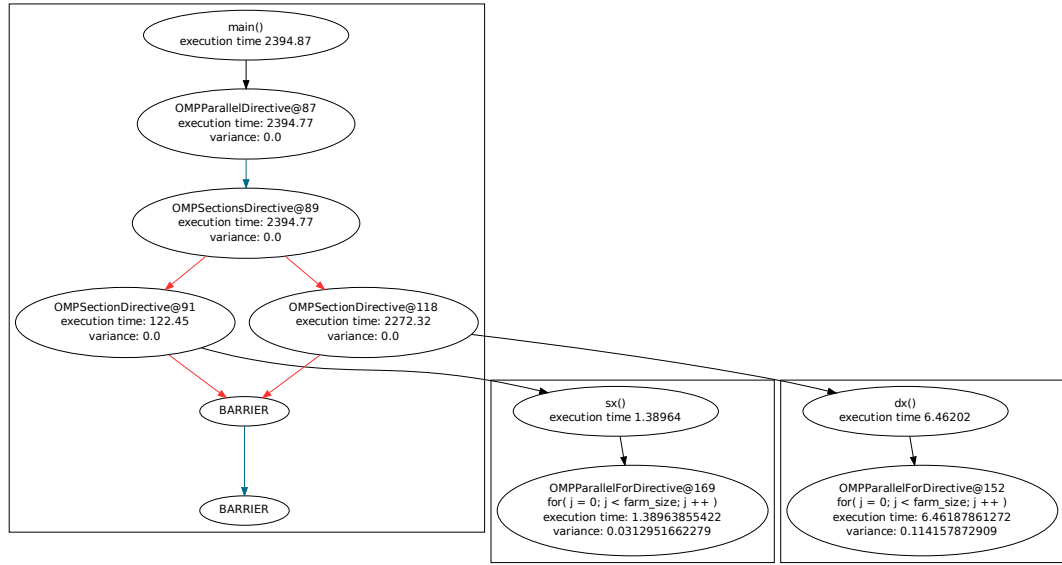 main()
execution time 2394.87
OMPParallelDirective@87
execution time: 2394.77
variance: 0.0
OMPSectionsDirective@89
execution time: 2394.77
variance: 0.0
OMPSectionDirective@91
execution time: 122.45
variance: 0.0
OMPSectionDirective@118
execution time: 2272.32
variance: 0.0
BARRIER
BARRIER
sx()
execution time 1.38964
OMPParallelForDirective@169
for( j = 0; j < farm_size; j ++ )
execution time: 1.38963855422
variance: 0.0312951662279
dx()
execution time 6.46202
OMPParallelForDirective@152
for( j = 0; j < farm_size; j ++ )
execution time: 6.46187861272
variance: 0.114157872909